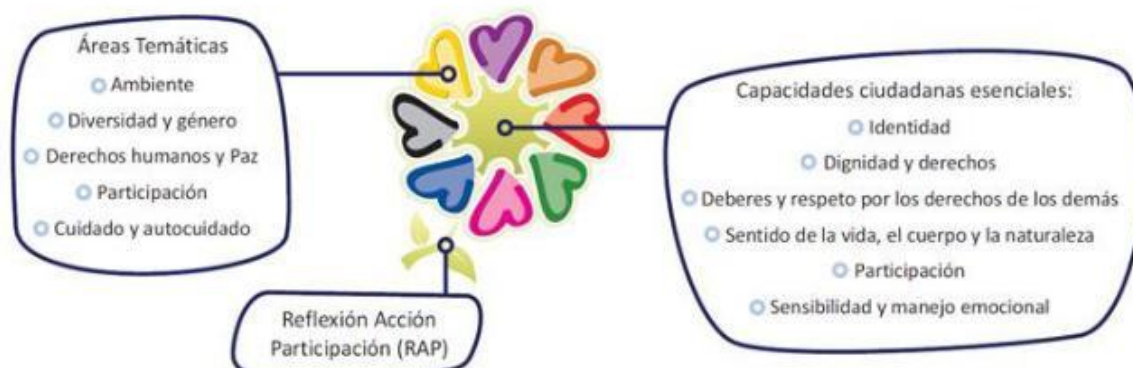 Áreas Temáticas
Ambiente
Diversidad y género
Derechos humanos y Paz
Participación
Cuidado y autocuidado
Reflexión Acción
Participación (RAP)
Capacidades ciudadanas esenciales:
Identidad
Dignidad y derechos
Deberes y respeto por los derechos de los demás
Sentido de la vida, el cuerpo y la naturaleza
Participación
Sensibilidad y manejo emocional